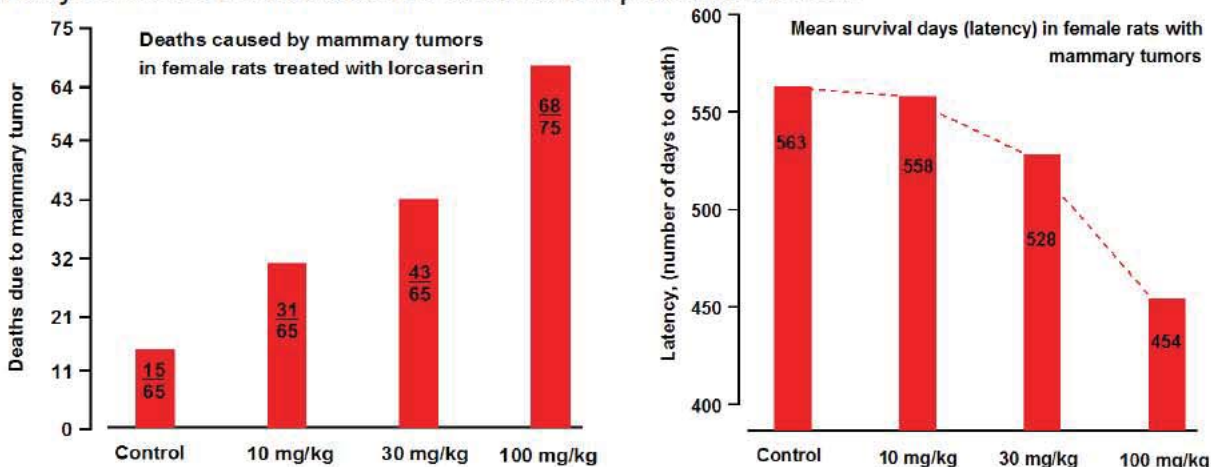 75
64
54
43
32
21
11
0
Deaths due to mammary tumor
Deaths caused by mammary tumors
in female rats treated with lorcaserin
15
65
31
65
43
65
68
75
Control
10 mg/kg
30 mg/kg
100 mg/kg
600
550
500
450
400
Latency, (number of days to death)
Mean survival days (latency) in female rats with
mammary tumors
563
558
528
454
Control
10 mg/kg
30 mg/kg
100 mg/kg